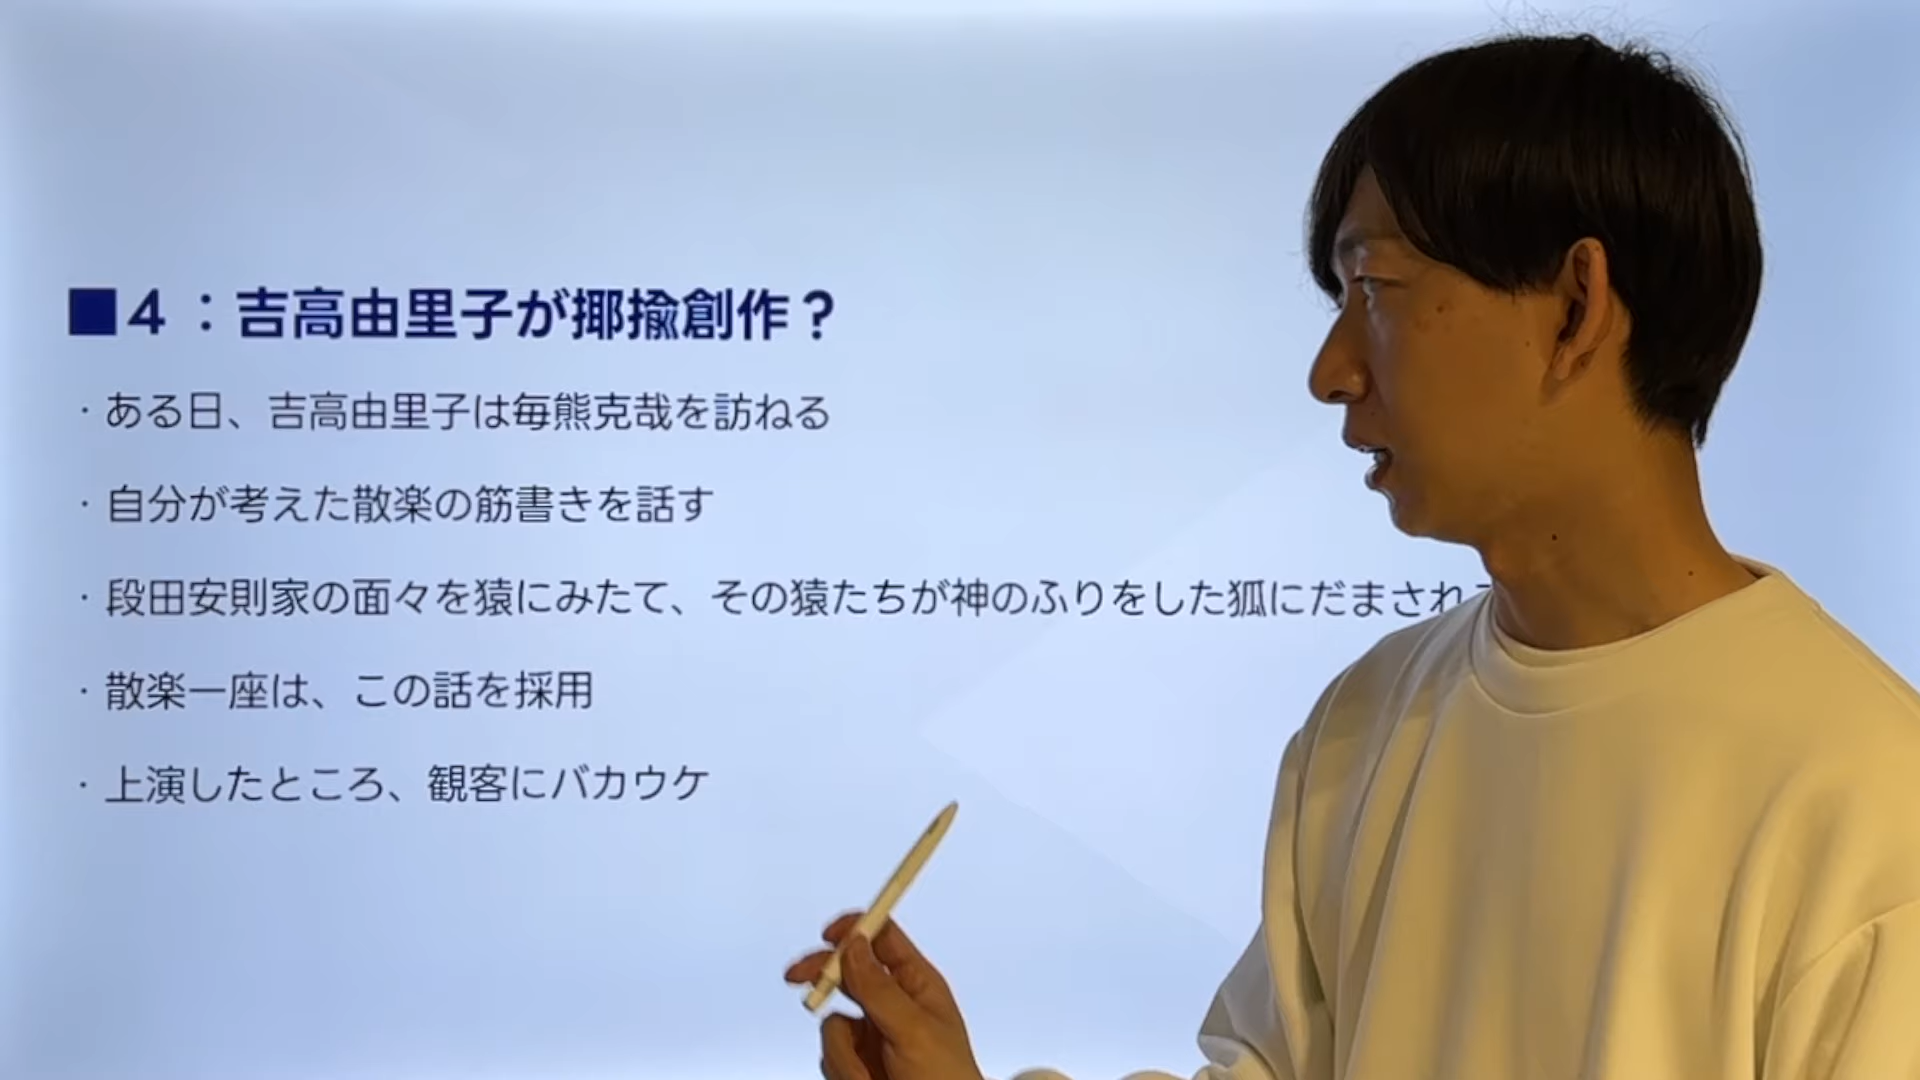 ■4：吉高由里子が揶揄創作？
・ある日、吉高由里子は毎熊克哉を訪ねる
・自分が考えた散楽の筋書きを話す
・段田安則家の面々を猿にみたて、その猿たちが神のふりをした狐にだまされ
・散楽一座は、この話を採用
・上演したところ、観客にバカウケ